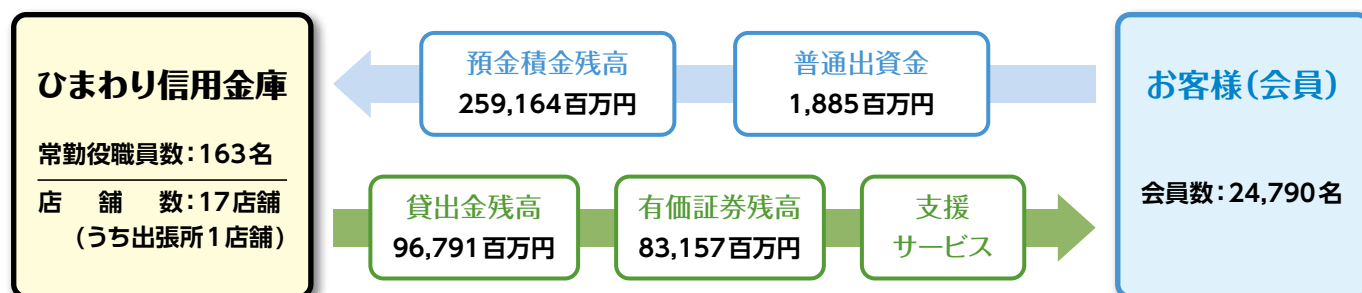 ひまわり信用金庫
常勤役職員数：163名
店舗数：17店舗
(うち出張所1店舗)
預金積金残高
259,164百万円
普通出資金
1,885百万円
貸出金残高
96,791百万円
有価証券残高
83,157百万円
支援
サービス
お客様(会員)
会員数：24,790名